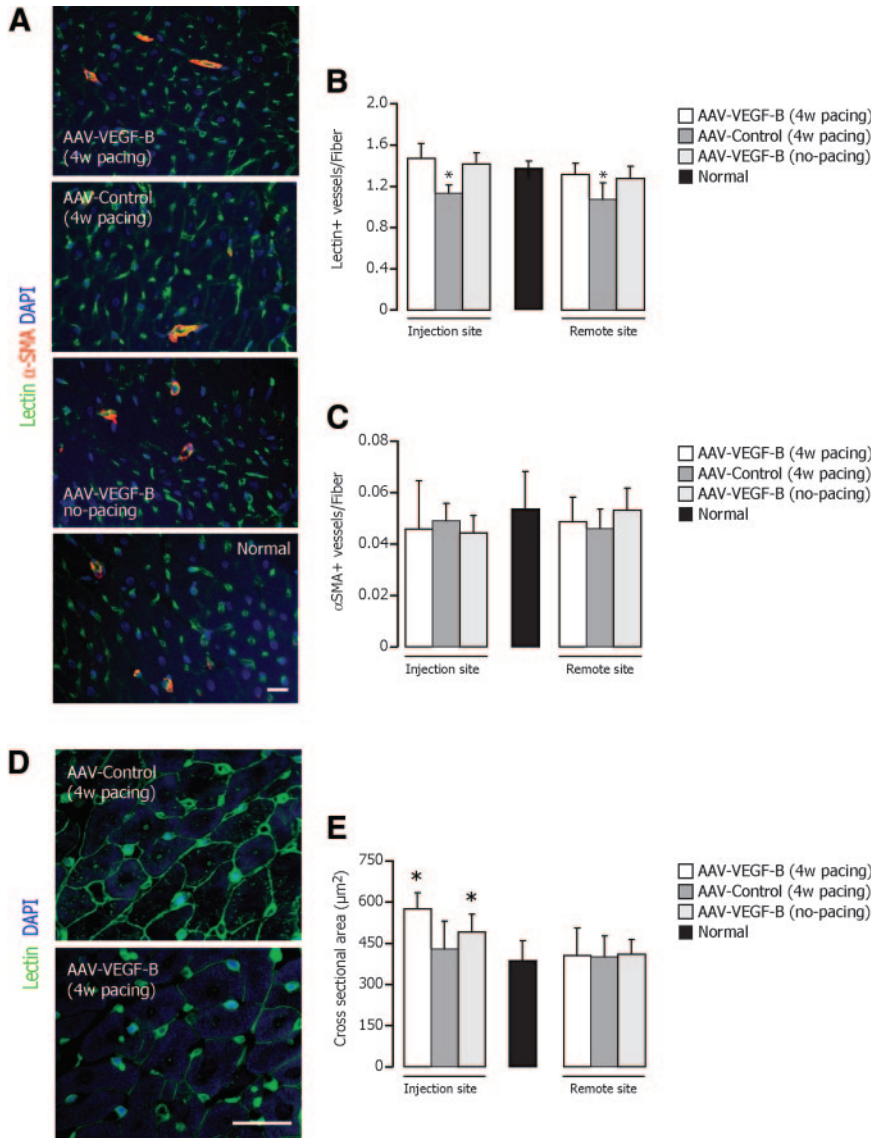 A
AAV-VEGF-B
(4w pacing)
AAV-Control
(4w pacing)
AAV-VEGF-B
no-pacing
Normal
Lectin α-SMA DAPI
B
Lectin+ vessels/Fiber
2.0
1.6
1.2
0.8
0.4
0
*
*
Injection site
Remote site
AAV-VEGF-B (4w pacing)
AAV-Control (4w pacing)
AAV-VEGF-B (no-pacing)
Normal
C
αSMA+ vessels/Fiber
0.08
0.06
0.04
0.02
0
Injection site
Remote site
AAV-VEGF-B (4w pacing)
AAV-Control (4w pacing)
AAV-VEGF-B (no-pacing)
Normal
D
AAV-Control
(4w pacing)
AAV-VEGF-B
(4w pacing)
Lectin DAPI
E
Cross sectional area (µm²)
750
600
450
300
150
0
*
*
Injection site
Remote site
AAV-VEGF-B (4w pacing)
AAV-Control (4w pacing)
AAV-VEGF-B (no-pacing)
Normal